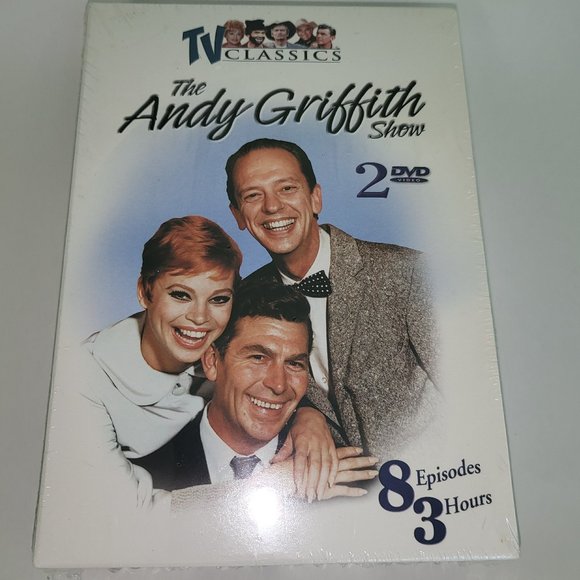 TV
CLASSICS
The
Andy Griffith
Show
2 DVD
VIDEO
8 Episodes
3 Hours